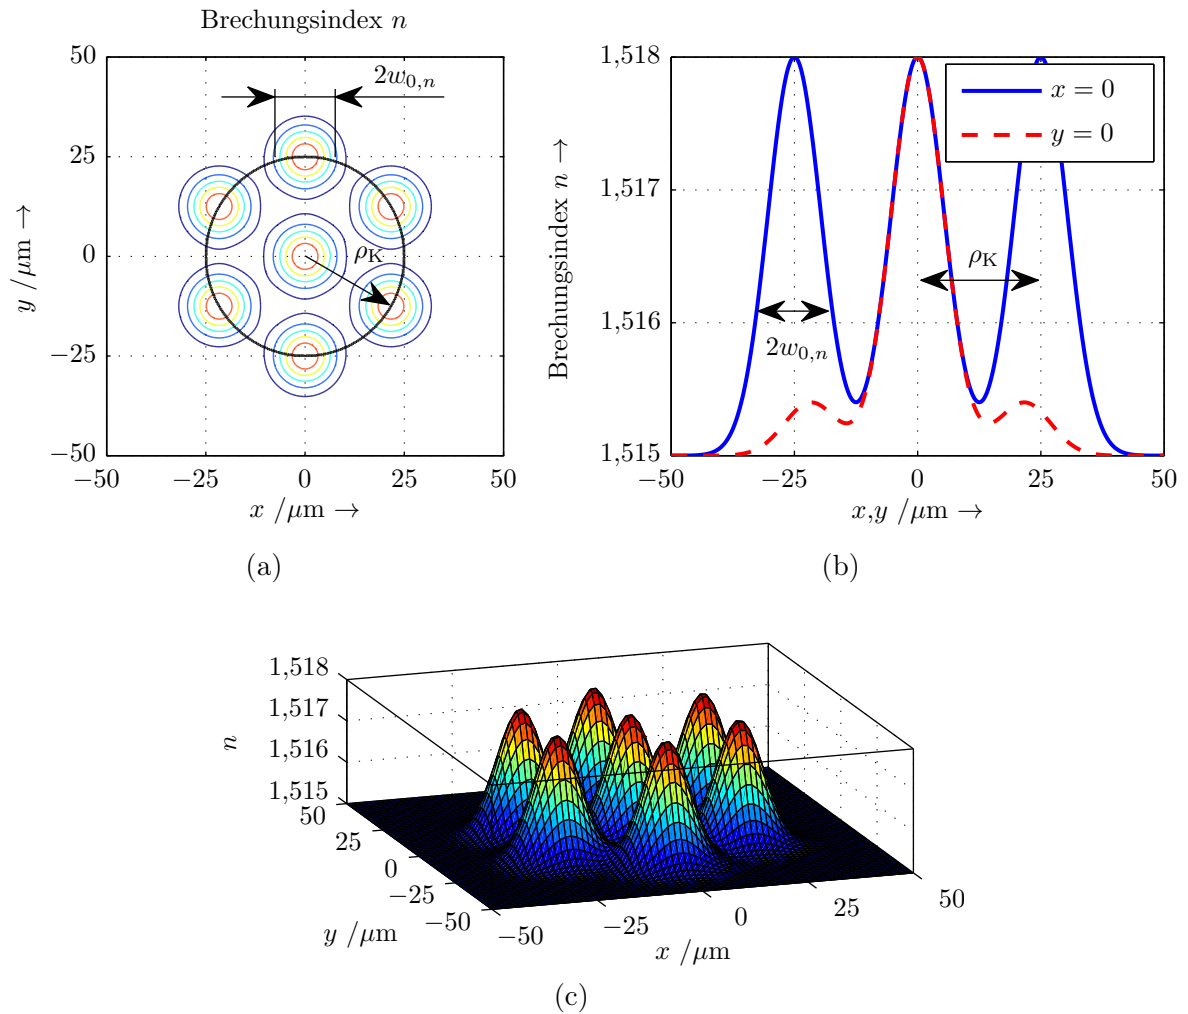 Brechungsindex n
50
25
0
−25
−50
−50
−25
0
25
50
y /μm →
x /μm →
2w0,n
ρK
(a)
1,518
1,517
1,516
1,515
−50
−25
0
25
50
Brechungsindex n →
x,y /μm →
x = 0
y = 0
ρK
2w0,n
(b)
1,518
1,517
1,516
1,515
n
50
25
0
−25
−50
y /μm
−50
−25
0
25
50
x /μm
(c)